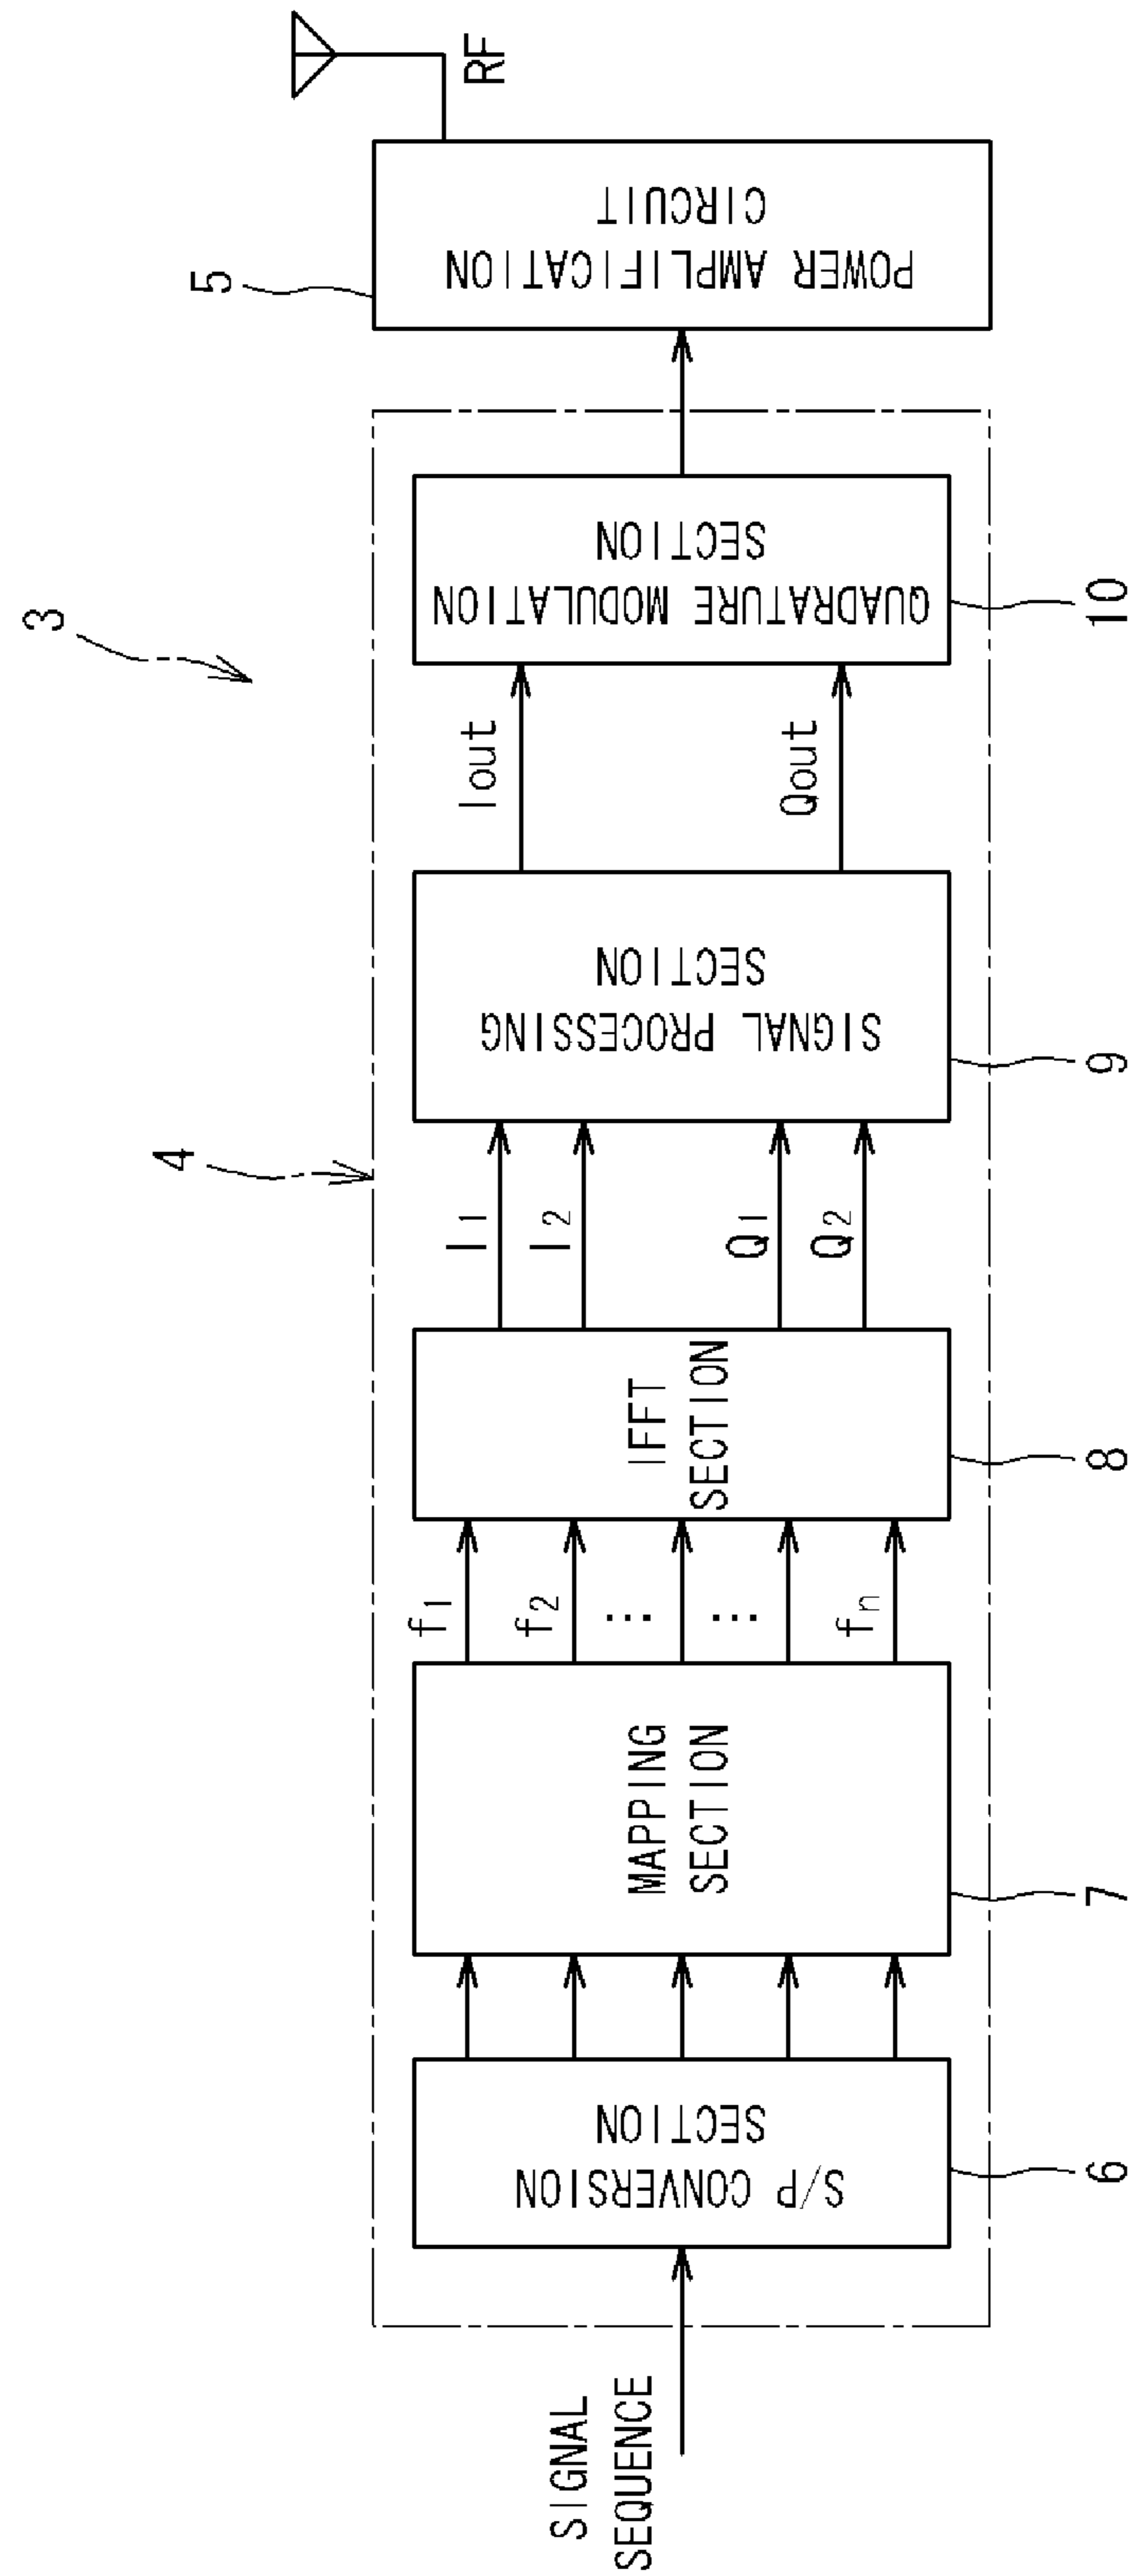 3
4
5
SIGNAL
SEQUENCE
S/P CONVERSION
SECTION
6
MAPPING
SECTION
7
f1
f2
...
...
fn
IFFT
SECTION
8
I1
I2
Q1
Q2
SIGNAL PROCESSING
SECTION
9
Iout
Qout
QUADRATURE MODULATION
SECTION
10
POWER AMPLIFICATION
CIRCUIT
RF